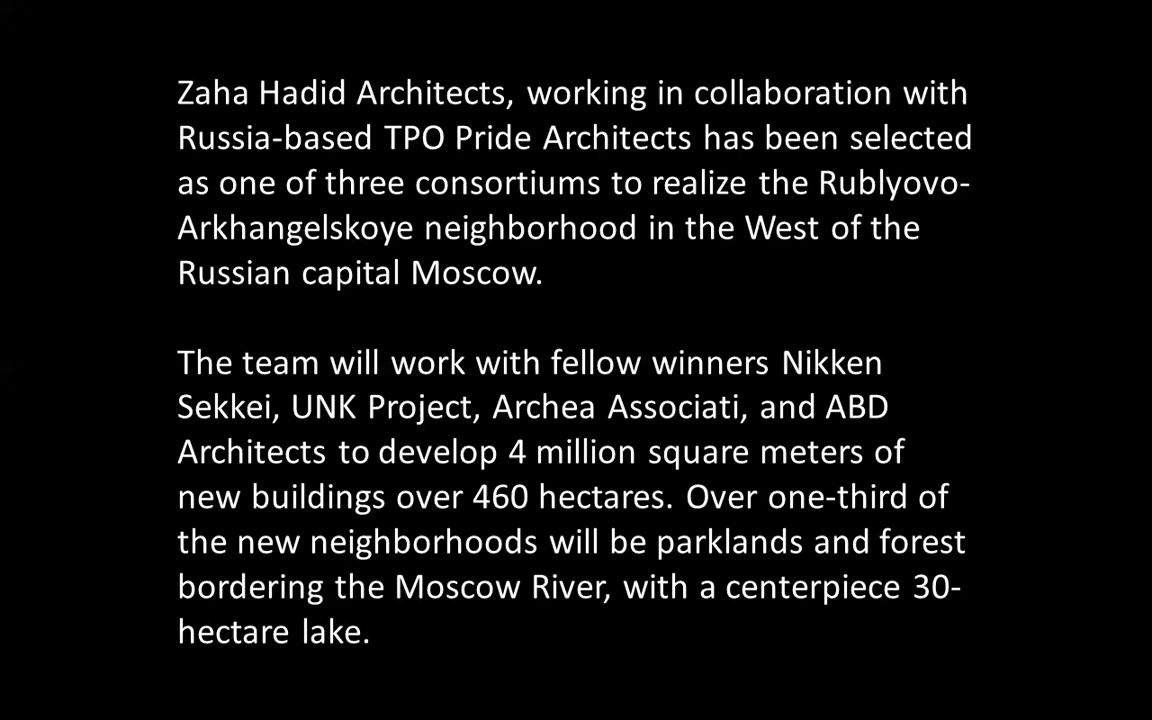 Zaha Hadid Architects, working in collaboration with
Russia-based TPO Pride Architects has been selected
as one of three consortiums to realize the Rublyovo-
Arkhangelskoye neighborhood in the West of the
Russian capital Moscow.
The team will work with fellow winners Nikken
Sekkei, UNK Project, Archea Associati, and ABD
Architects to develop 4 million square meters of
new buildings over 460 hectares. Over one-third of
the new neighborhoods will be parklands and forest
bordering the Moscow River, with a centerpiece 30-
hectare lake.